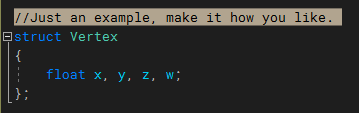 //Just an example, make it how you like.
struct Vertex
{
    float x, y, z, w;
};